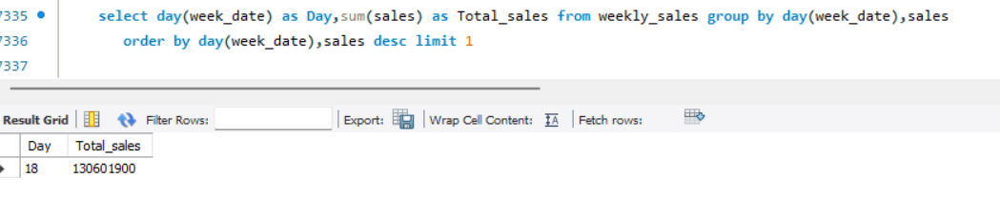 7335 select day(week_date) as Day,sum(sales) as Total_sales from weekly_sales group by day(week_date),sales
7336 order by day(week_date),sales desc limit 1
7337
Result Grid Filter Rows: Export: Wrap Cell Content: IA Fetch rows:
Day Total_sales
18 130601900